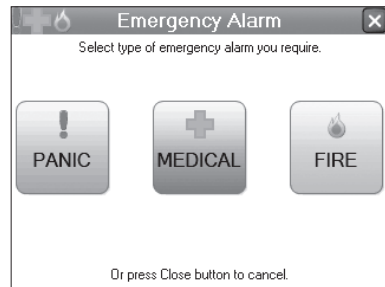 Emergency Alarm
Select type of emergency alarm you require.
PANIC MEDICAL FIRE
Or press Close button to cancel.